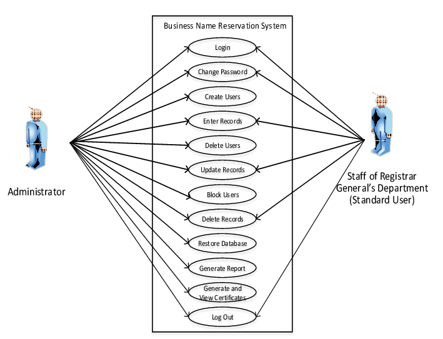 Business Name Reservation System
Login
Change Password
Create Users
Enter Records
Delete Users
Update Records
Block Users
Delete Records
Restore Database
Generate Report
Generate and
View Certificates
Log Out
Administrator
Staff of Registrar
General's Department
(Standard User)